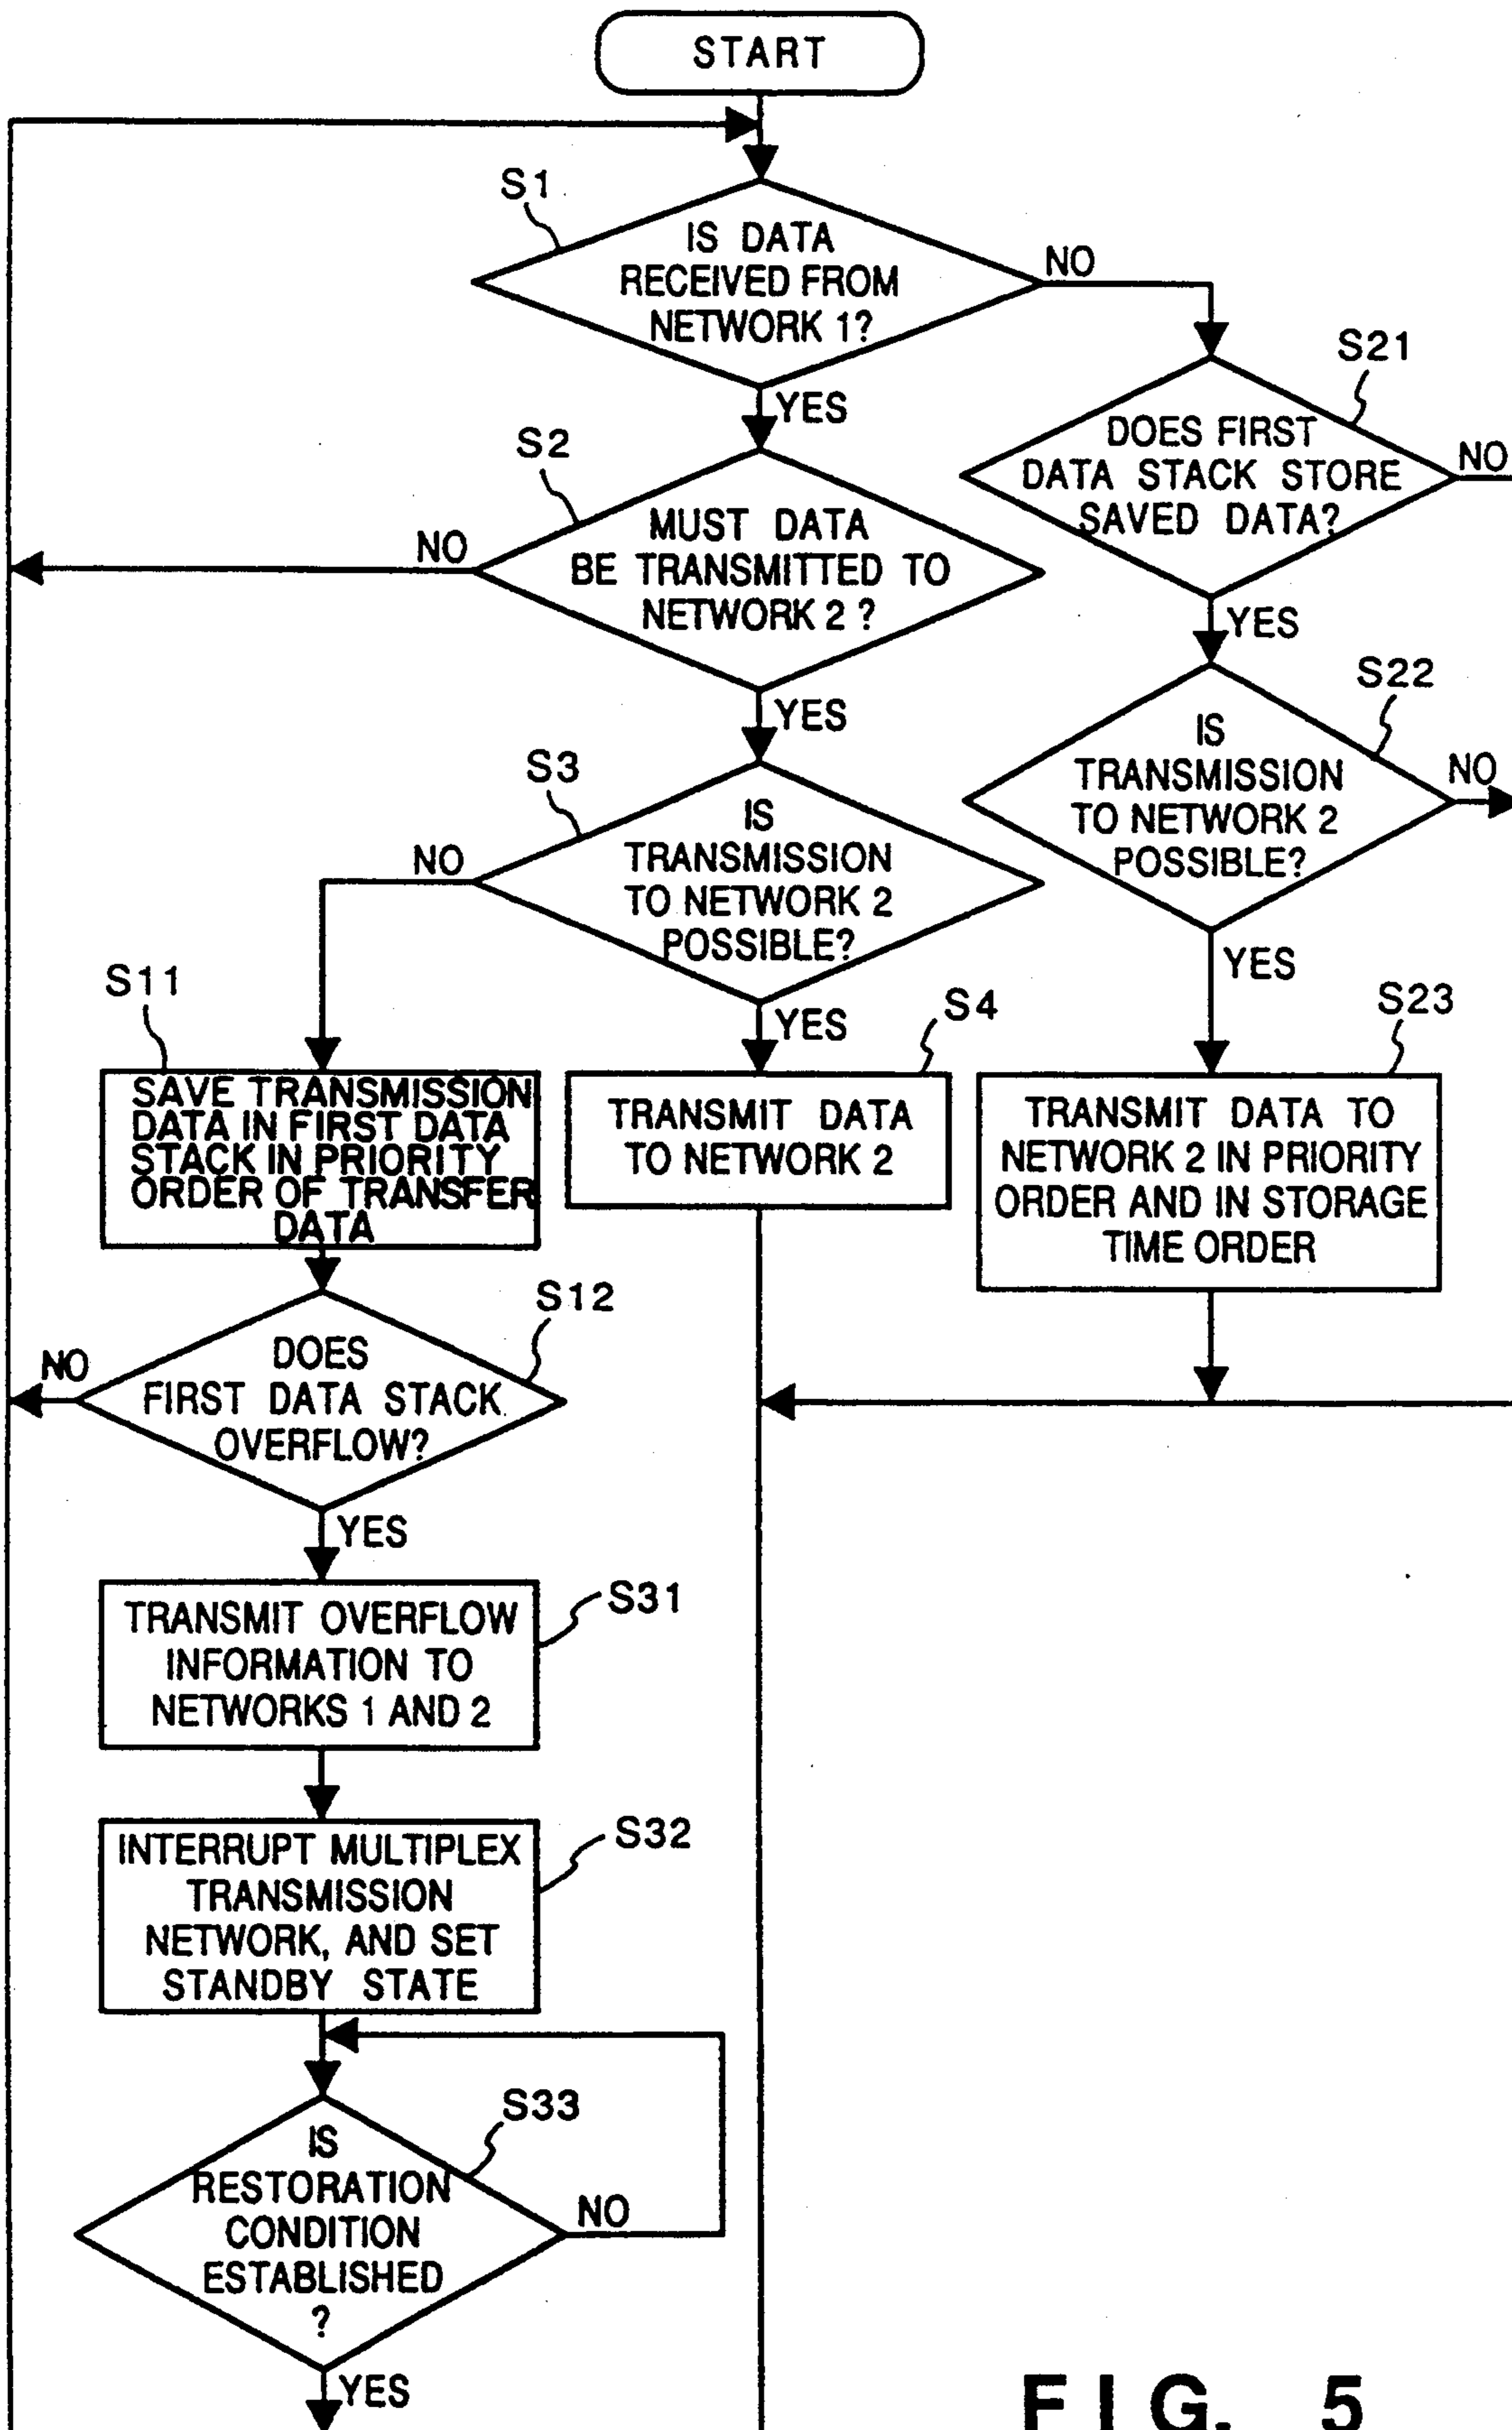 START
S1
IS DATA
RECEIVED FROM
NETWORK 1?
NO
YES
S21
DOES FIRST
DATA STACK STORE
SAVED DATA?
NO
YES
S2
MUST DATA
BE TRANSMITTED TO
NETWORK 2 ?
NO
YES
S22
IS
TRANSMISSION
TO NETWORK 2
POSSIBLE?
NO
YES
S3
IS
TRANSMISSION
TO NETWORK 2
POSSIBLE?
NO
YES
S11
SAVE TRANSMISSION
DATA IN FIRST DATA
STACK IN PRIORITY
ORDER OF TRANSFER
DATA
S4
TRANSMIT DATA
TO NETWORK 2
S23
TRANSMIT DATA TO
NETWORK 2 IN PRIORITY
ORDER AND IN STORAGE
TIME ORDER
S12
DOES
FIRST DATA STACK
OVERFLOW?
NO
YES
S31
TRANSMIT OVERFLOW
INFORMATION TO
NETWORKS 1 AND 2
S32
INTERRUPT MULTIPLEX
TRANSMISSION
NETWORK, AND SET
STANDBY STATE
S33
IS
RESTORATION
CONDITION
ESTABLISHED
?
NO
YES
FIG. 5